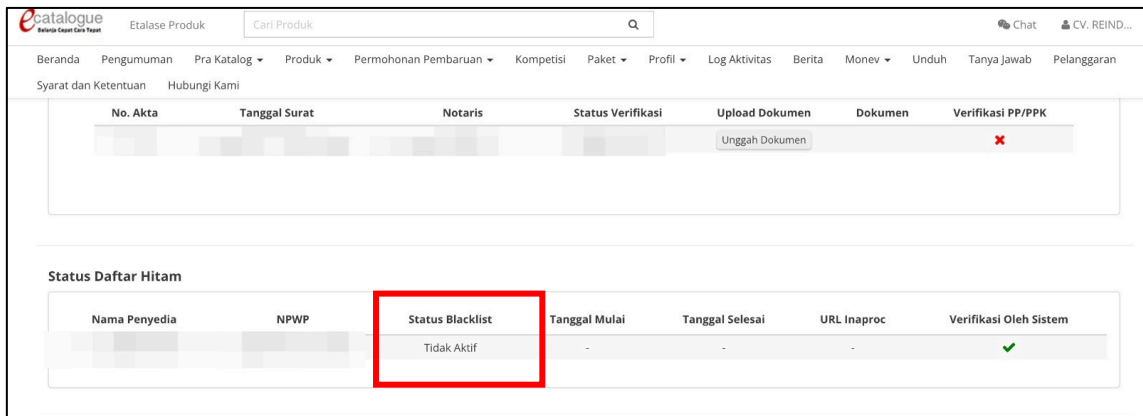 ecatalogue
Belanja Cepat Cara Tepat
Etalase Produk
Cari Produk
Chat
CV. REIND...
Beranda Pengumuman Pra Katalog Produk Permohonan Pembaruan Kompetisi Paket Profil Log Aktivitas Berita Monev Unduh Tanya Jawab Pelanggaran
Syarat dan Ketentuan Hubungi Kami
No. Akta Tanggal Surat Notaris Status Verifikasi Upload Dokumen Dokumen Verifikasi PP/PPK
Unggah Dokumen
Status Daftar Hitam
Nama Penyedia NPWP Status Blacklist Tanggal Mulai Tanggal Selesai URL Inaproc Verifikasi Oleh Sistem
Tidak Aktif - - -